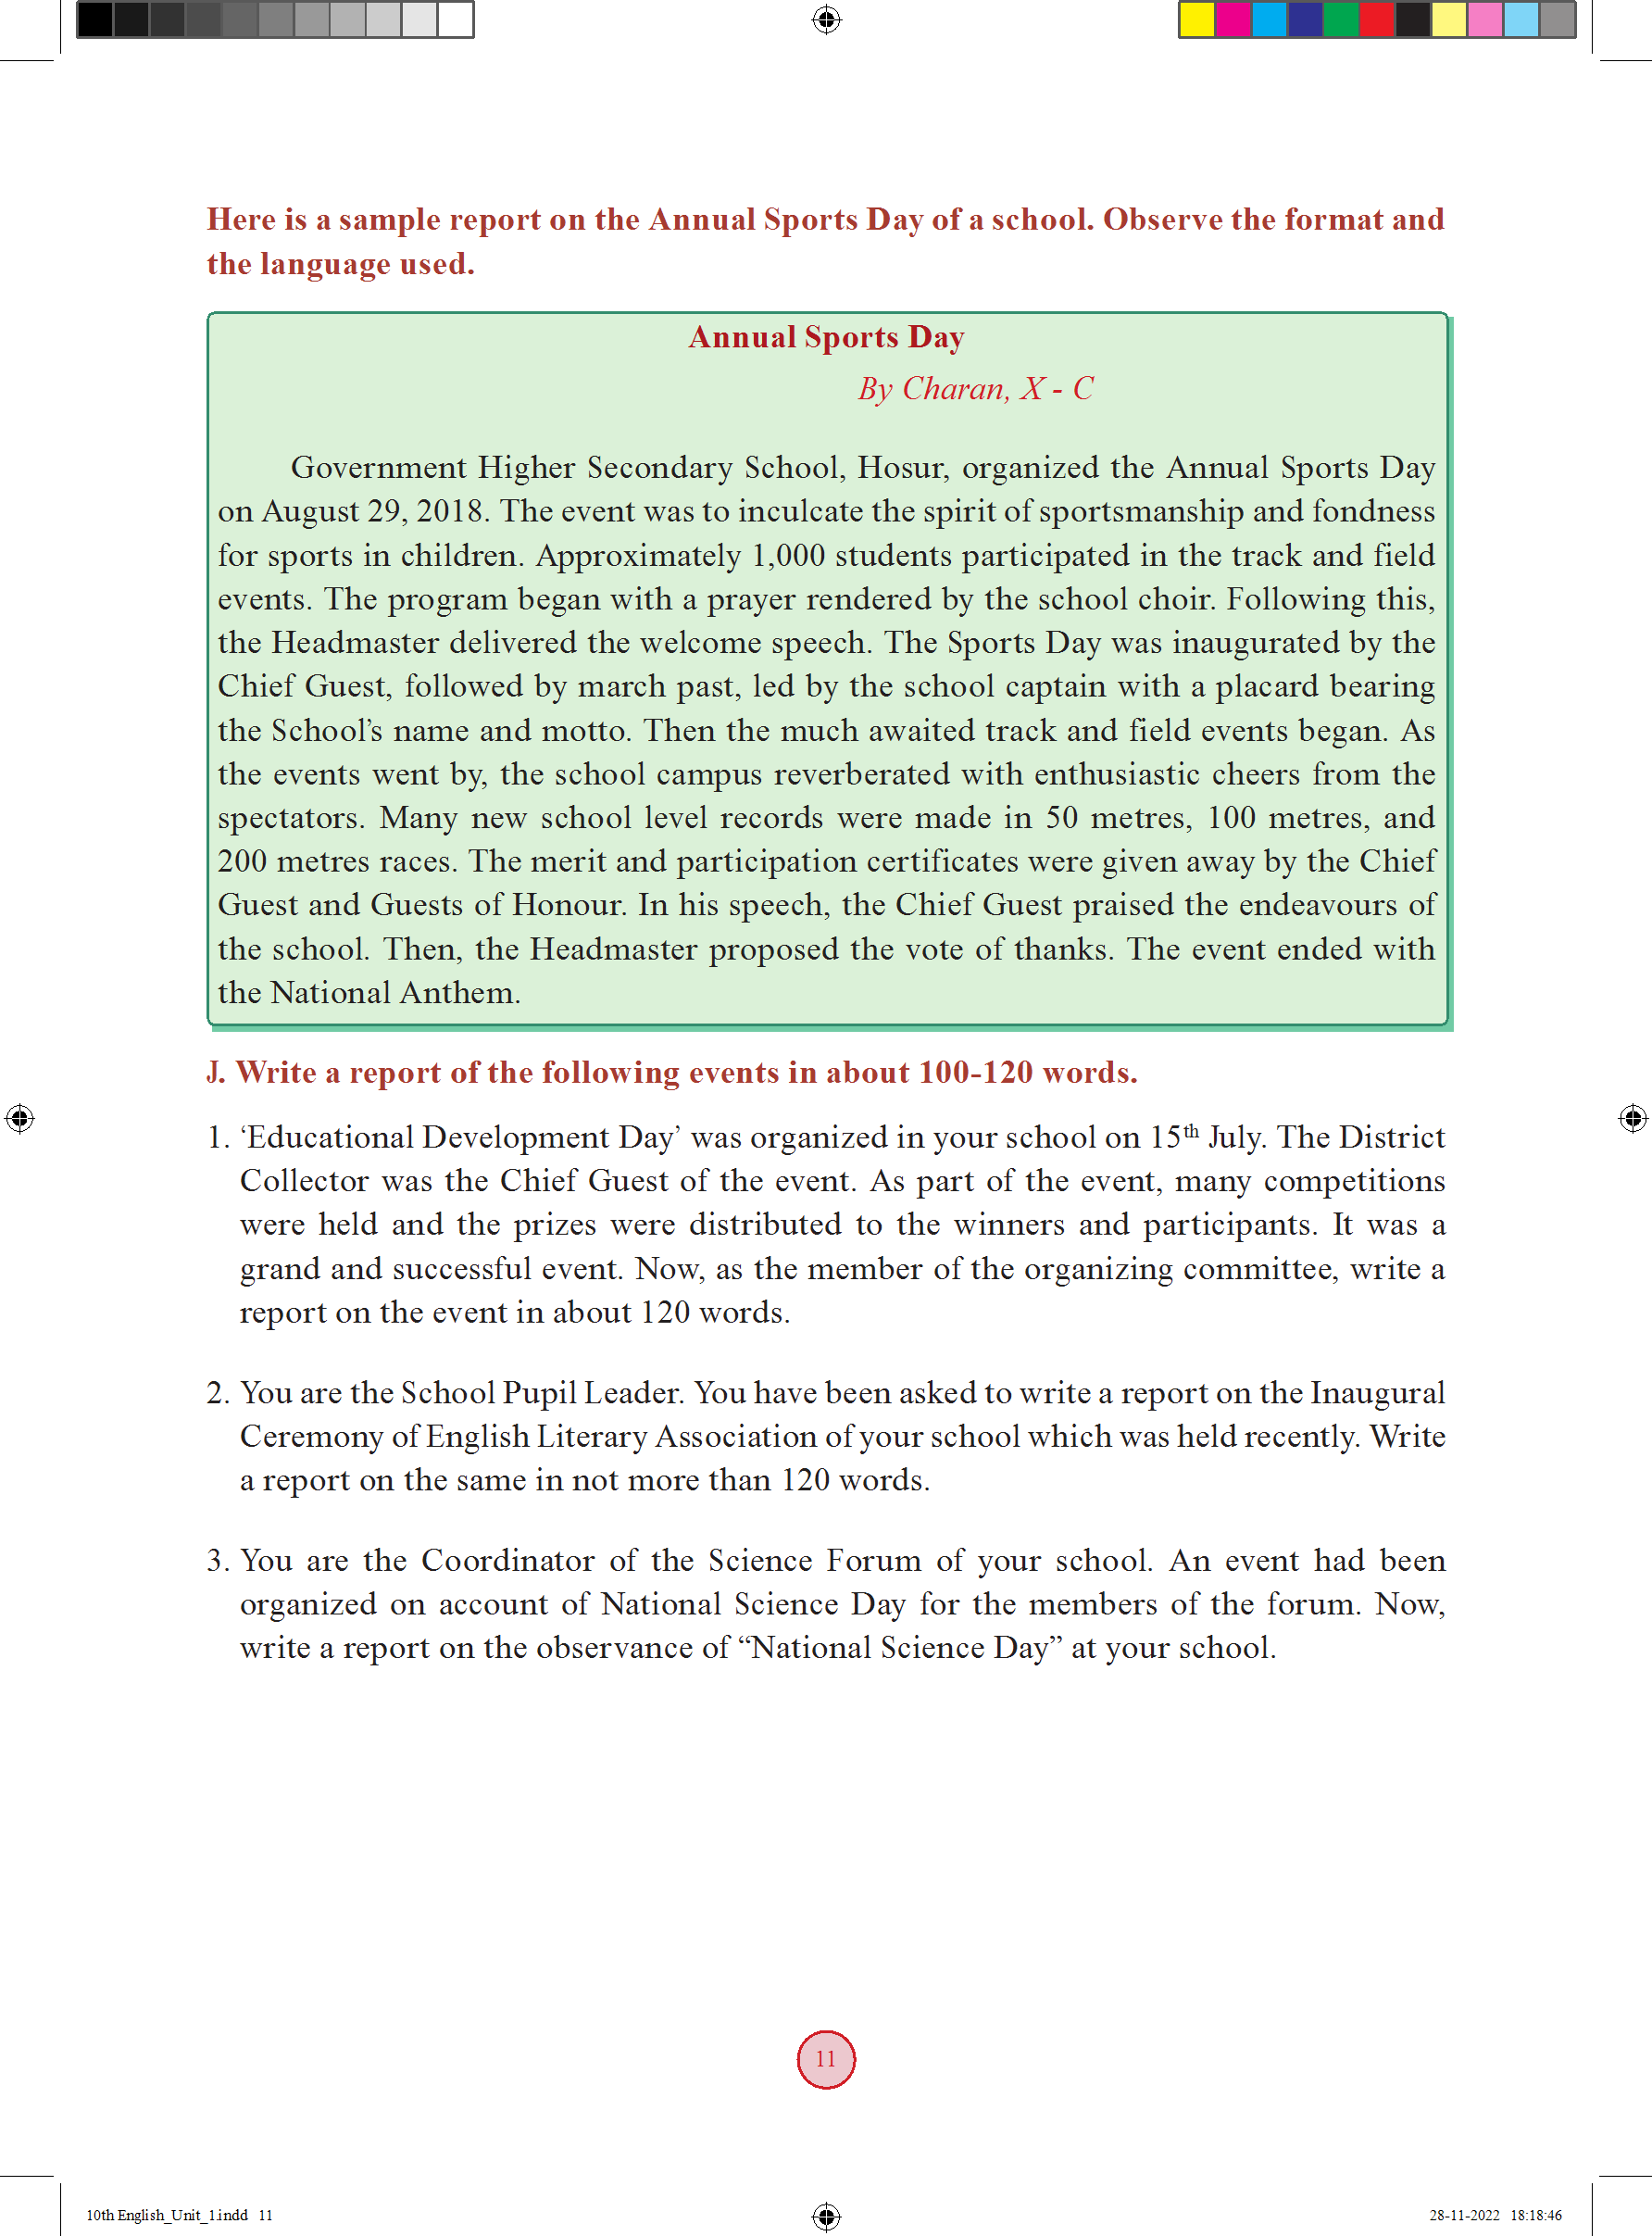 Here is a sample report on the Annual Sports Day of a school. Observe the format and
the language used.
Annual Sports Day
By Charan, X - C
Government Higher Secondary School, Hosur, organized the Annual Sports Day
on August 29, 2018. The event was to inculcate the spirit of sportsmanship and fondness
for sports in children. Approximately 1,000 students participated in the track and field
events. The program began with a prayer rendered by the school choir. Following this,
the Headmaster delivered the welcome speech. The Sports Day was inaugurated by the
Chief Guest, followed by march past, led by the school captain with a placard bearing
the School’s name and motto. Then the much awaited track and field events began. As
the events went by, the school campus reverberated with enthusiastic cheers from the
spectators. Many new school level records were made in 50 metres, 100 metres, and
200 metres races. The merit and participation certificates were given away by the Chief
Guest and Guests of Honour. In his speech, the Chief Guest praised the endeavours of
the school. Then, the Headmaster proposed the vote of thanks. The event ended with
the National Anthem.
J. Write a report of the following events in about 100-120 words.
1. ‘Educational Development Day’ was organized in your school on 15th July. The District
Collector was the Chief Guest of the event. As part of the event, many competitions
were held and the prizes were distributed to the winners and participants. It was a
grand and successful event. Now, as the member of the organizing committee, write a
report on the event in about 120 words.
2. You are the School Pupil Leader. You have been asked to write a report on the Inaugural
Ceremony of English Literary Association of your school which was held recently. Write
a report on the same in not more than 120 words.
3. You are the Coordinator of the Science Forum of your school. An event had been
organized on account of National Science Day for the members of the forum. Now,
write a report on the observance of “National Science Day” at your school.
11
10th English_Unit_1.indd 11
28-11-2022 18:18:46